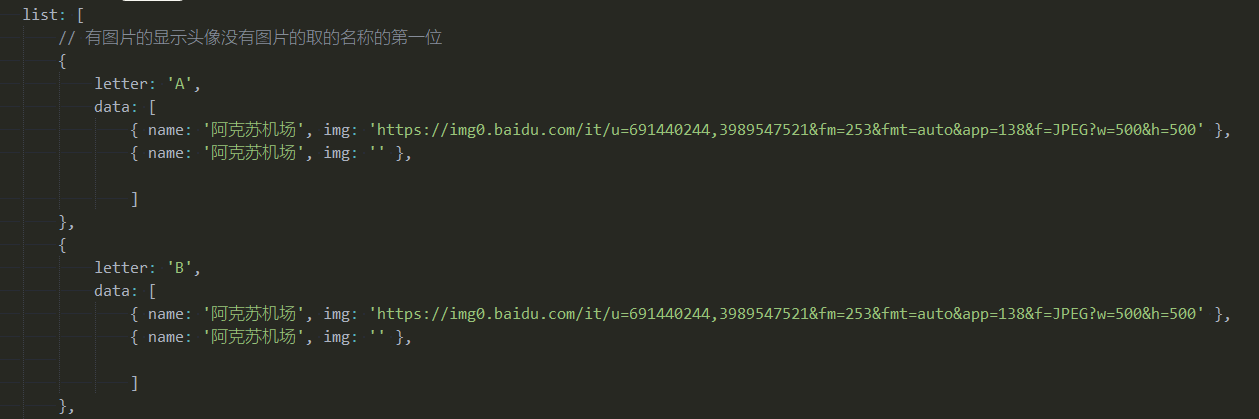 list: [
// 有图片的显示头像没有图片的取的名称的第一位
{
letter: 'A',
data: [
{ name: '阿克苏机场', img: 'https://img0.baidu.com/it/u=691440244,3989547521&fm=253&fmt=auto&app=138&f=JPEG?w=500&h=500' },
{ name: '阿克苏机场', img: '' },
]
},
{
letter: 'B',
data: [
{ name: '阿克苏机场', img: 'https://img0.baidu.com/it/u=691440244,3989547521&fm=253&fmt=auto&app=138&f=JPEG?w=500&h=500' },
{ name: '阿克苏机场', img: '' },
]
},